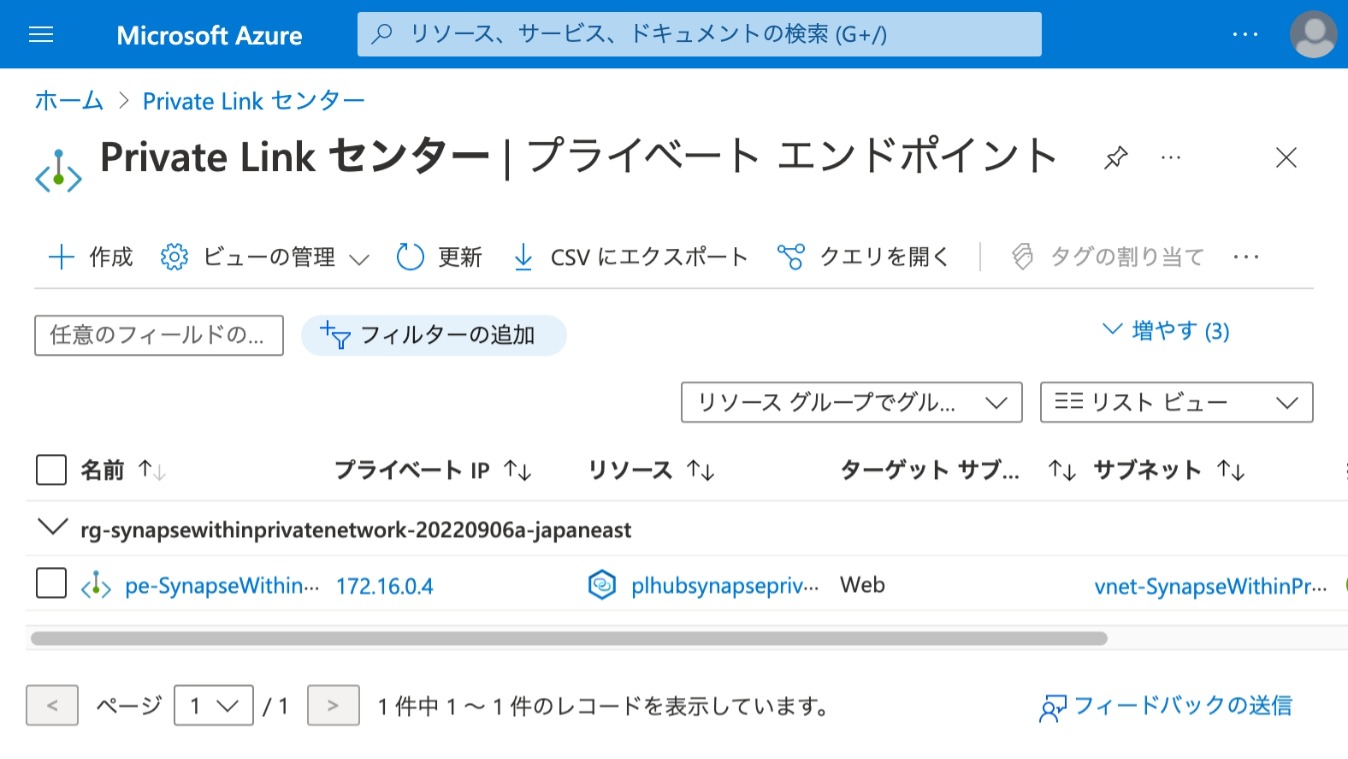 Microsoft Azure
リソース、サービス、ドキュメントの検索 (G+/)
ホーム > Private Link センター
Private Link センター | プライベート エンドポイント
作成 ビューの管理 更新 CSV にエクスポート クエリを開く タグの割り当て
任意のフィールドの... フィルターの追加 増やす (3)
リソース グループでグル... リスト ビュー
名前 プライベート IP リソース ターゲット サブ... サブネット
rg-synapsewithinprivatenetwork-20220906a-japaneast
pe-SynapseWithin... 172.16.0.4 plhubsynapsepriv... Web vnet-SynapseWithinPr...
< ページ 1 / 1 > 1 件中 1 ～ 1 件のレコードを表示しています。 フィードバックの送信